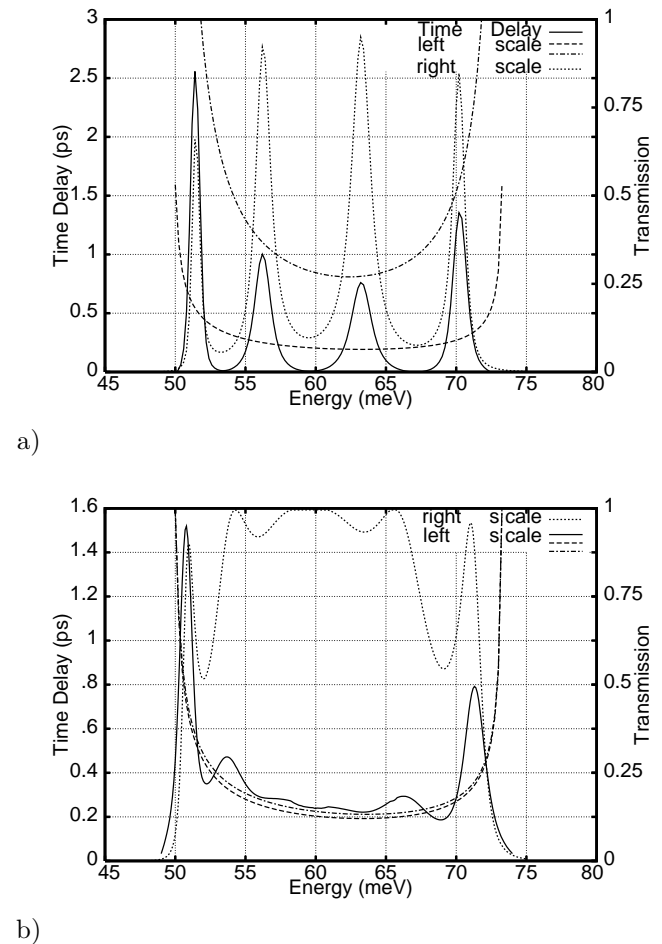 3
2.5
2
1.5
1
0.5
0
Time Delay (ps)
Time Delay
left scale
right scale
1
0.75
0.5
0.25
0
Transmission
45 50 55 60 65 70 75 80
Energy (meV)
a)
1.6
1.4
1.2
1
.8
.6
0.4
0.2
0
Time Delay (ps)
right scale
left scale
1
0.75
0.5
0.25
0
Transmission
45 50 55 60 65 70 75 80
Energy (meV)
b)